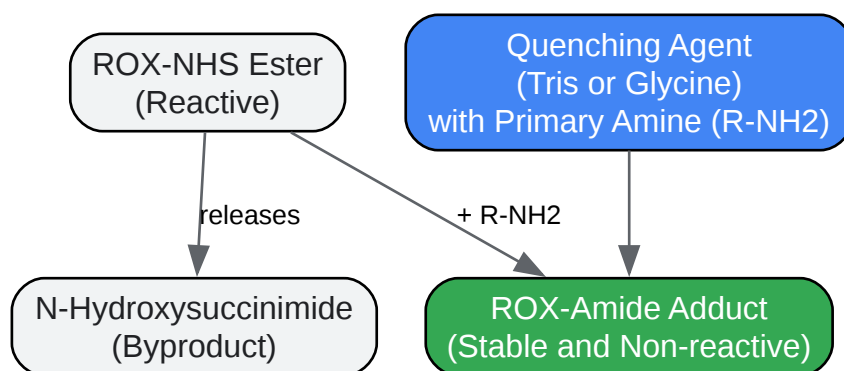 ROX-NHS Ester
(Reactive)
Quenching Agent
(Tris or Glycine)
with Primary Amine (R-NH2)
releases
+ R-NH2
N-Hydroxysuccinimide
(Byproduct)
ROX-Amide Adduct
(Stable and Non-reactive)